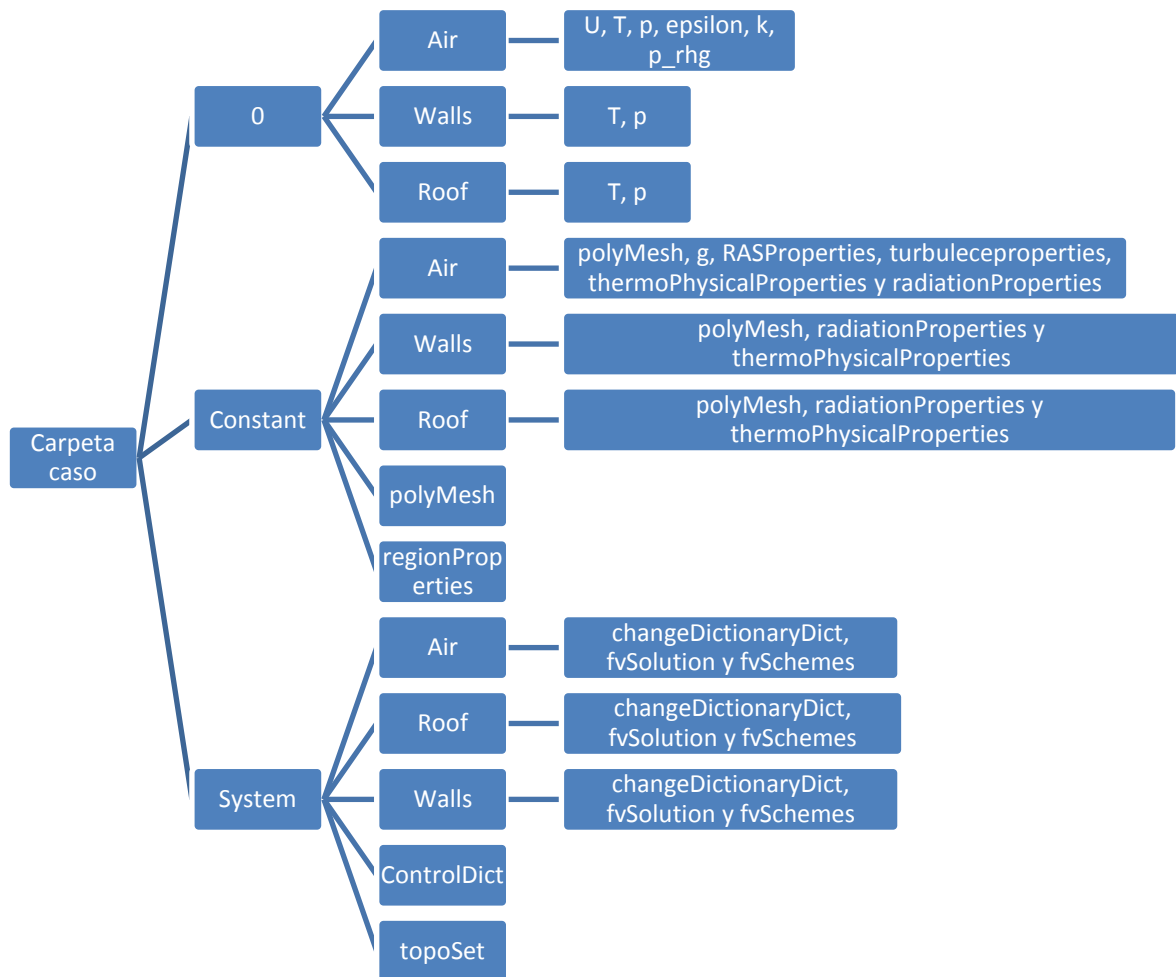 Air
U, T, p, epsilon, k,
p_rhg
0
Walls
T, p
Roof
T, p
Air
polyMesh, g, RASProperties, turbuleceproperties,
thermoPhysicalProperties y radiationProperties
Walls
polyMesh, radiationProperties y
thermoPhysicalProperties
Constant
Roof
polyMesh, radiationProperties y
thermoPhysicalProperties
Carpeta
caso
polyMesh
regionProp
erties
Air
changeDictionaryDict,
fvSolution y fvSchemes
Roof
changeDictionaryDict,
fvSolution y fvSchemes
System
Walls
changeDictionaryDict,
fvSolution y fvSchemes
ControlDict
topoSet